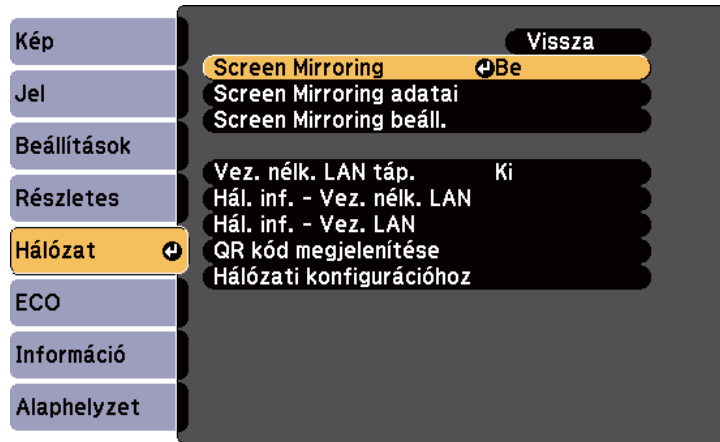 Kép
Jel
Beállítások
Részletes
Hálózat
ECO
Információ
Alaphelyzet
Vissza
Screen Mirroring Be
Screen Mirroring adatai
Screen Mirroring beáll.
Vez. nélk. LAN táp. Ki
Hál. inf. - Vez. nélk. LAN
Hál. inf. - Vez. LAN
QR kód megjelenítése
Hálózati konfigurációhoz